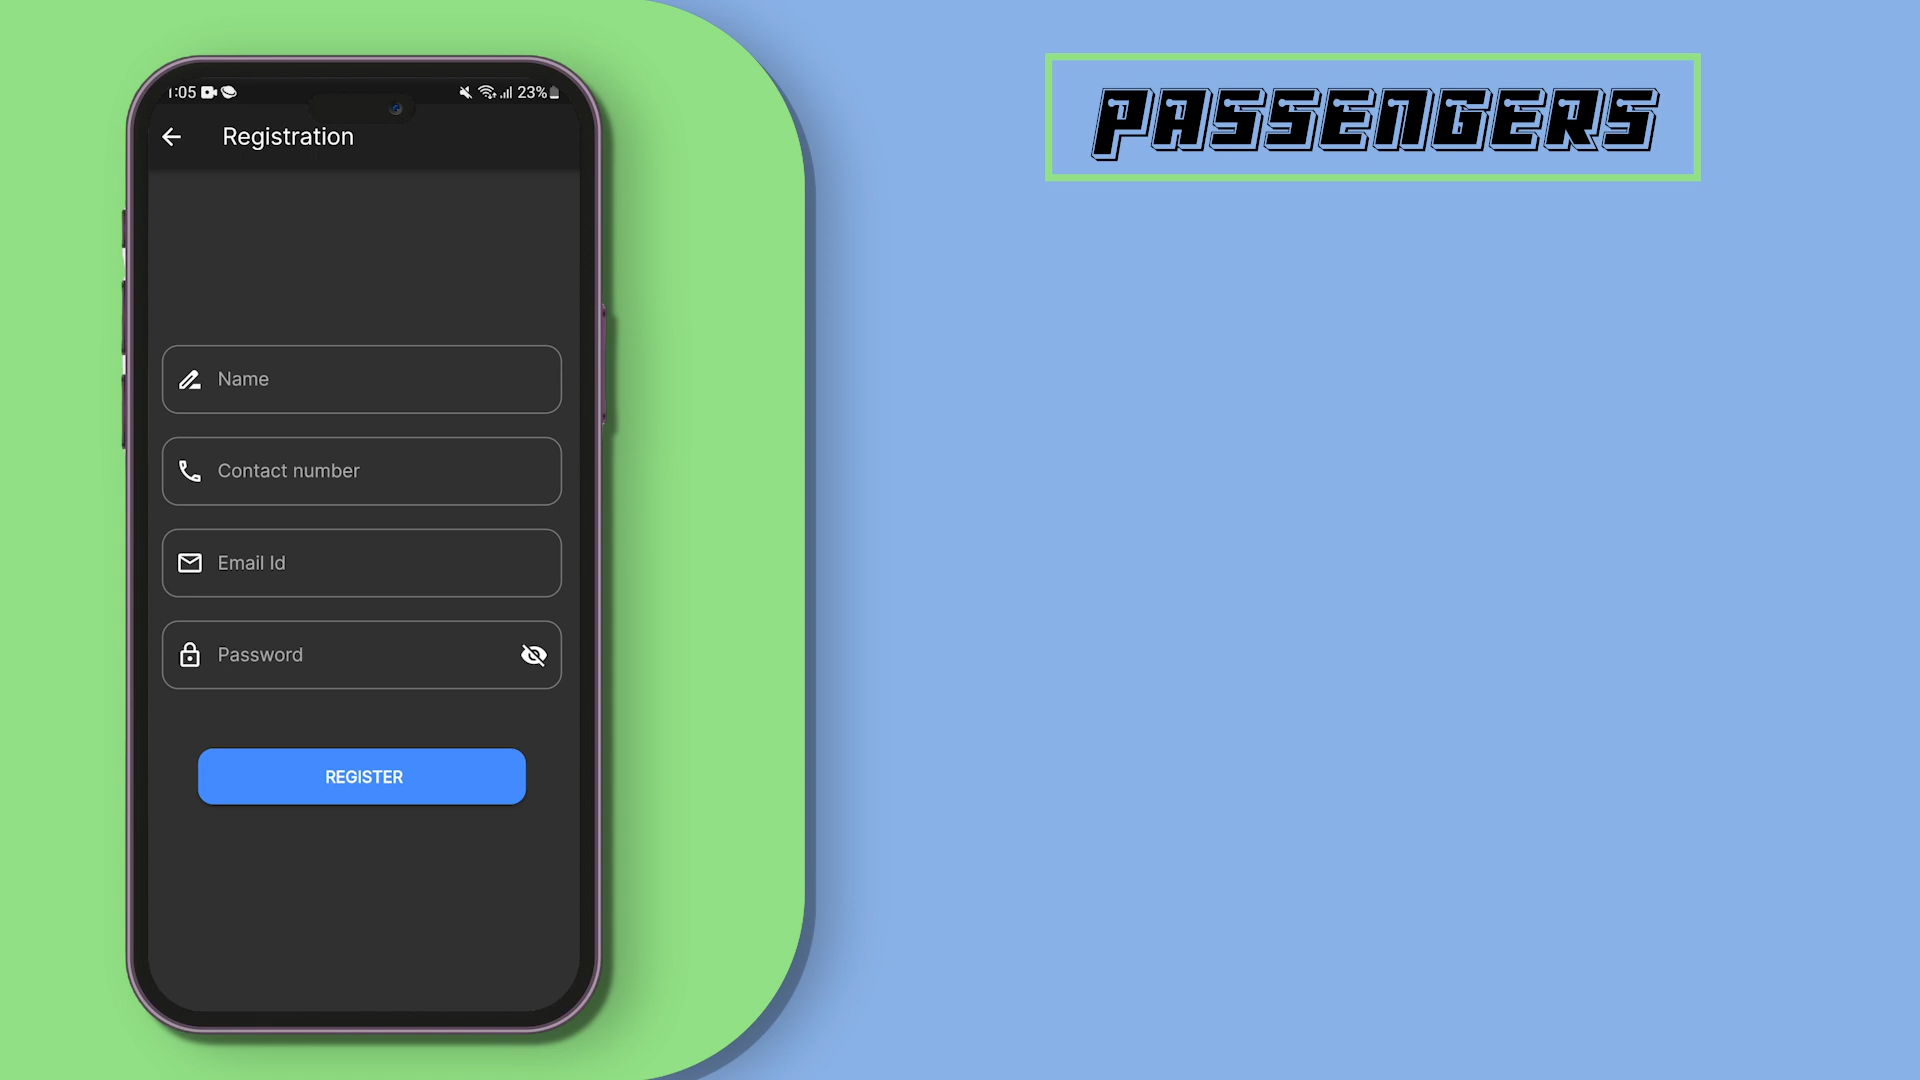 1:05 23%
Registration
Name
Contact number
Email Id
Password
REGISTER
PASSENGERS